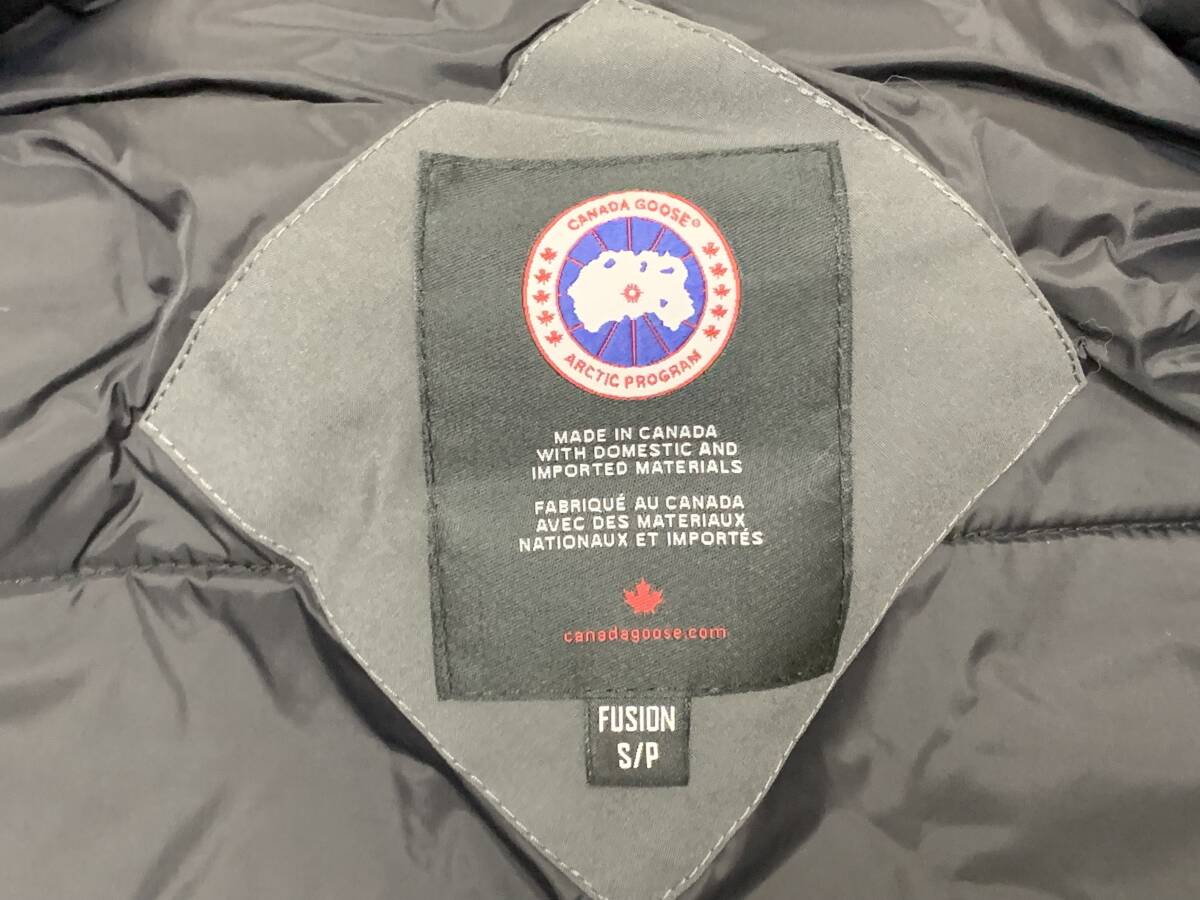 CANADA GOOSE®
ARCTIC PROGRAM
MADE IN CANADA
WITH DOMESTIC AND
IMPORTED MATERIALS
FABRIQUÉ AU CANADA
AVEC DES MATERIAUX
NATIONAUX ET IMPORTÉS
canadagoose.com
FUSION
S/P